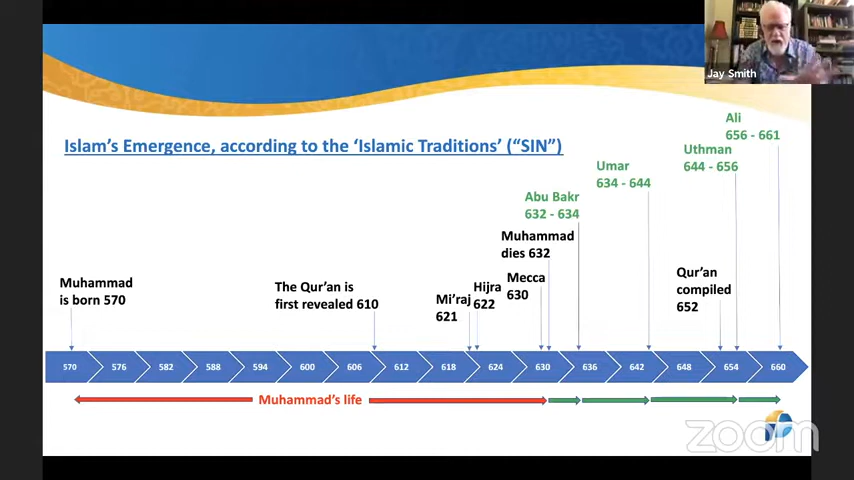 Jay Smith
Islam's Emergence, according to the 'Islamic Traditions' ("SIN")
Ali
656 - 661
Uthman
644 - 656
Umar
634 - 644
Abu Bakr
632 - 634
Muhammad
dies 632
Mecca
630
Hijra
622
Mi'raj
621
The Qur'an is
first revealed 610
Muhammad
is born 570
Qur'an
compiled
652
570 576 582 588 594 600 606 612 618 624 630 636 642 648 654 660
Muhammad's life
zoom